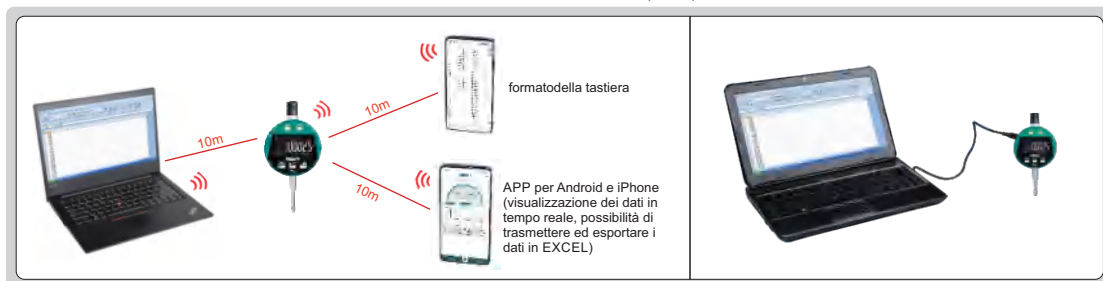 10m
10m
10m
formatodella tastiera
APP per Android e iPhone
(visualizzazione dei dati in
tempo reale, possibilità di
trasmettere ed esportare i
dati in EXCEL)